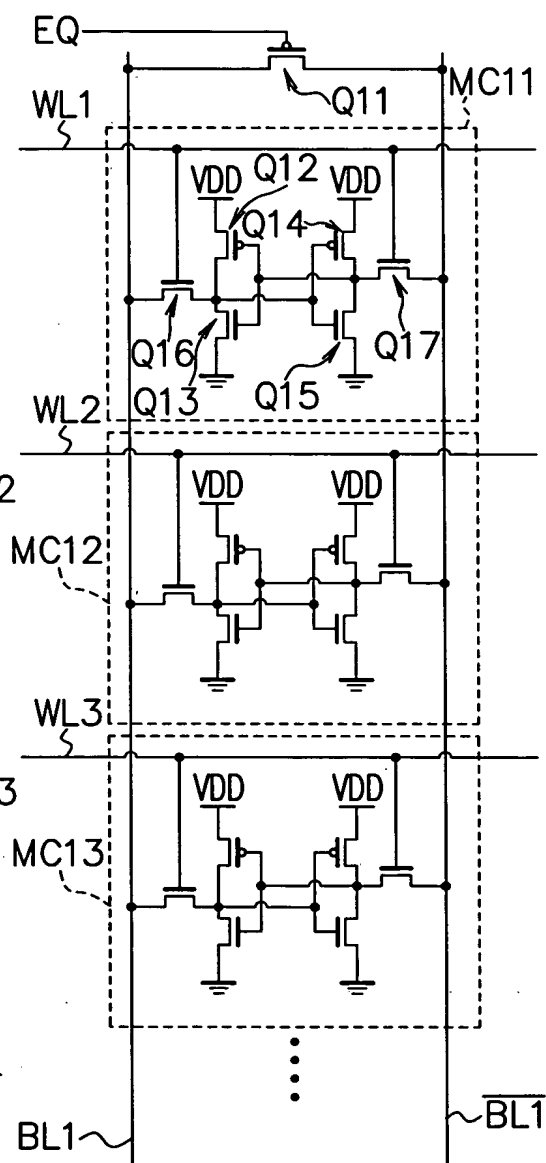 EQ
Q11
MC11
WL1
VDD Q12 VDD
Q14
Q16
Q13
Q15
Q17
WL2
2
VDD VDD
MC12
WL3
3
VDD VDD
MC13
BL1
B̅L̅1̅